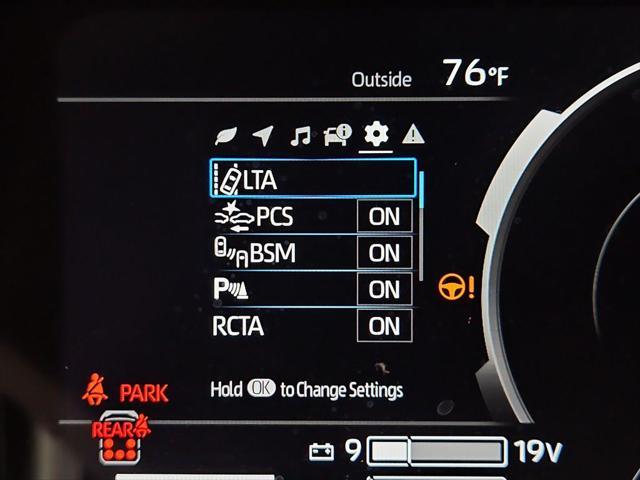 Outside 76°F
LTA
PCS ON
BSM ON
P ON
RCTA ON
Hold OK to Change Settings
PARK
REAR
9 19V